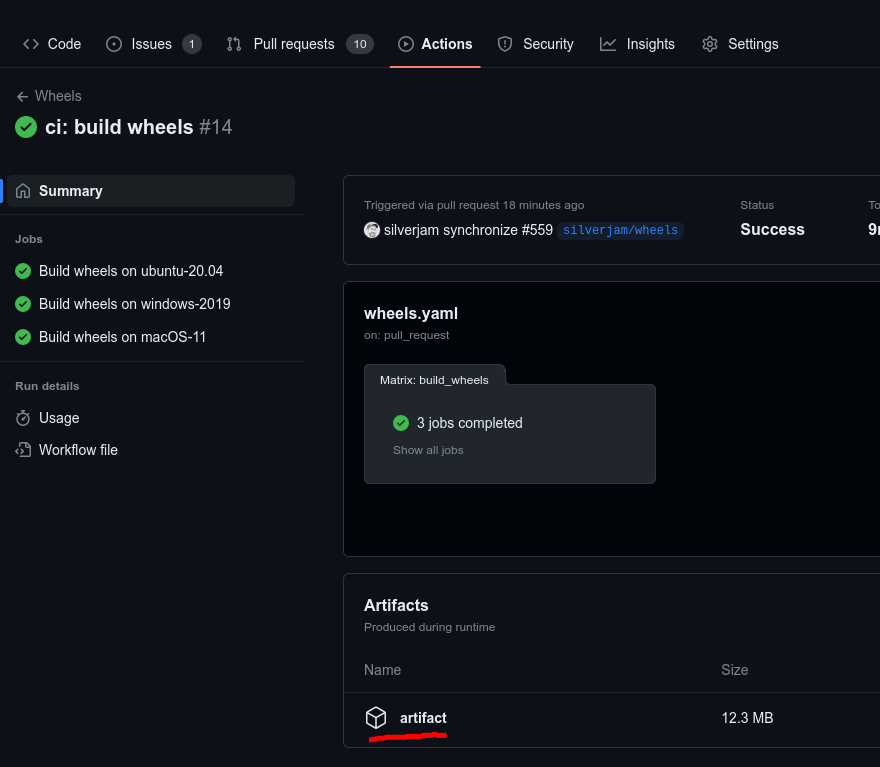 Code Issues 1 Pull requests 10 Actions Security Insights Settings
Wheels
ci: build wheels #14
Summary
Jobs
Build wheels on ubuntu-20.04
Build wheels on windows-2019
Build wheels on macOS-11
Run details
Usage
Workflow file
Triggered via pull request 18 minutes ago
silverjam synchronize #559 silverjam/wheels
Status
Success
To
9m
wheels.yaml
on: pull_request
Matrix: build_wheels
3 jobs completed
Show all jobs
Artifacts
Produced during runtime
Name Size
artifact 12.3 MB